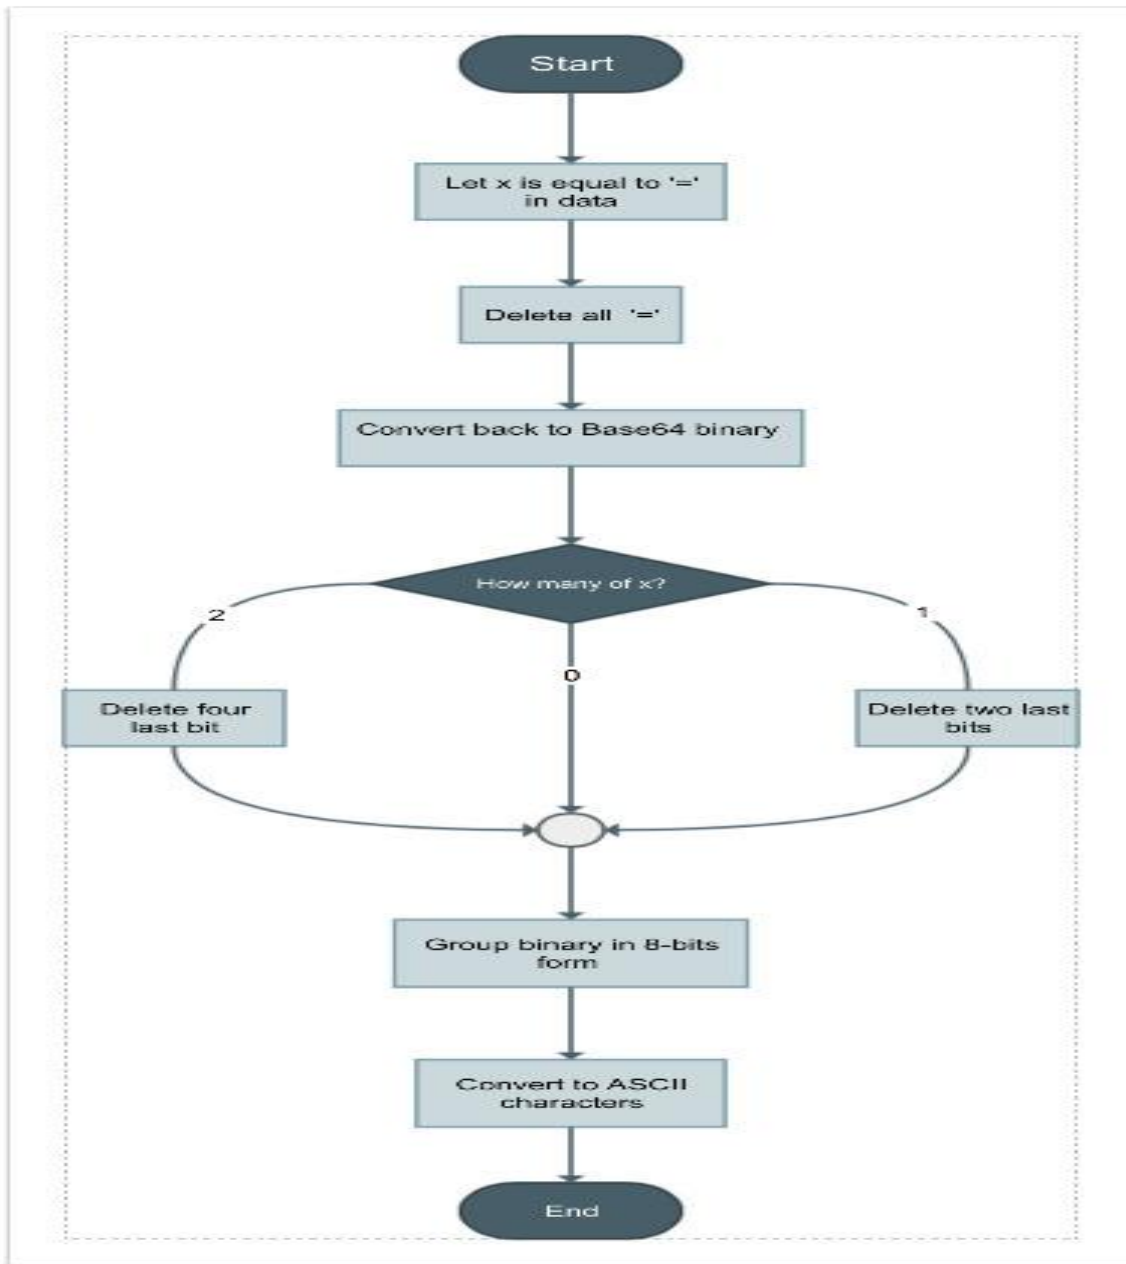 Start
Let x is equal to '='
in data
Delete all '='
Convert back to Base64 binary
How many of x?
2
1
0
Delete four
last bit
Delete two last
bits
Group binary in 8-bits
form
Convert to ASCII
characters
End